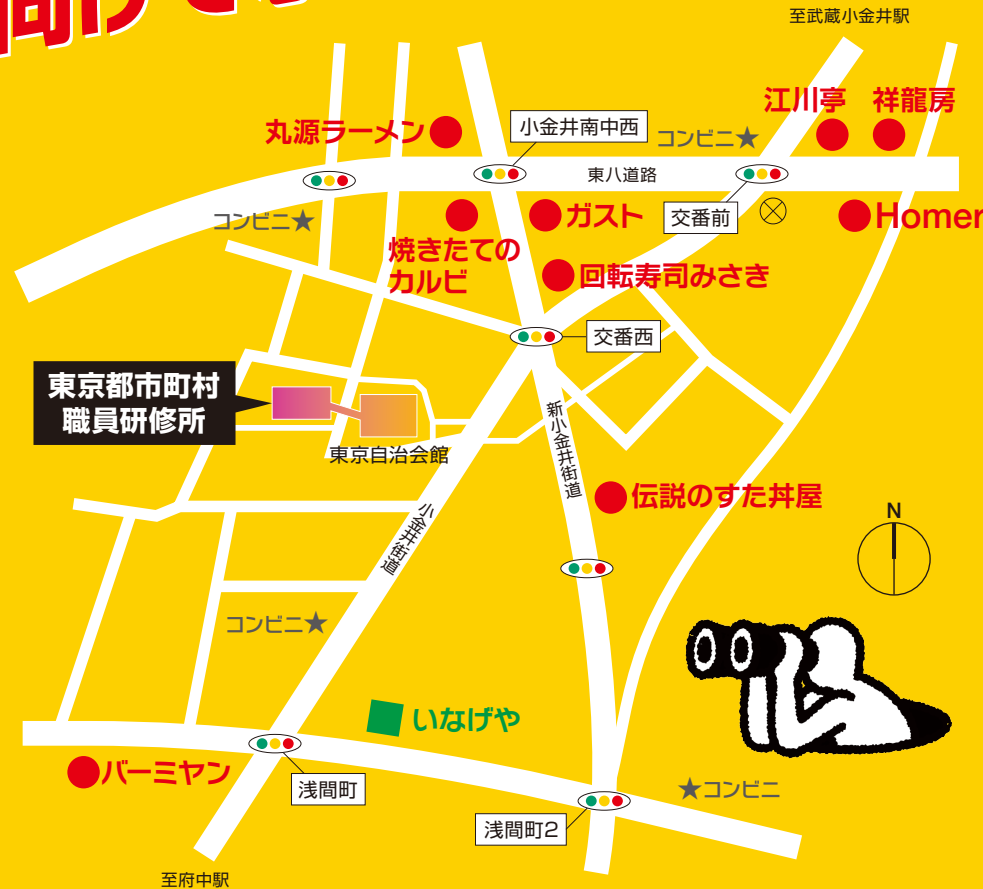 向けて
至武蔵小金井駅
江川亭
祥龍房
丸源ラーメン
小金井南中西
コンビニ★
東八道路
コンビニ★
交番前
Homer
焼きたての
カルビ
ガスト
回転寿司みさき
交番西
東京都市町村
職員研修所
東京自治会館
新小金井街道
伝説のすた丼屋
N
小金井街道
コンビニ★
いなげや
バーミヤン
浅間町
★コンビニ
浅間町2
至府中駅